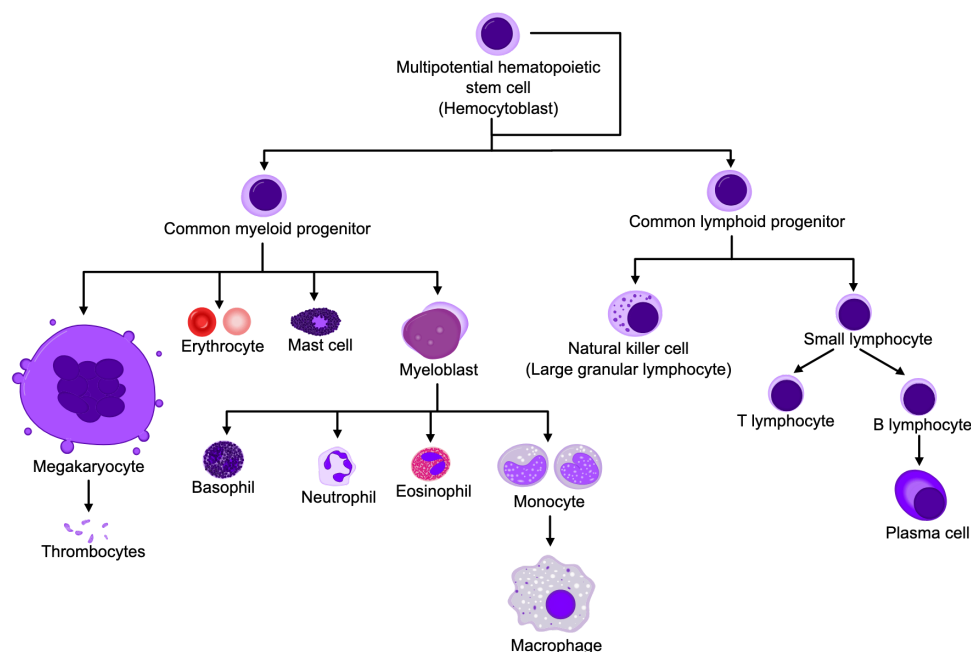 Multipotential hematopoietic
stem cell
(Hemocytoblast)
Common myeloid progenitor
Common lymphoid progenitor
Erythrocyte
Mast cell
Myeloblast
Natural killer cell
(Large granular lymphocyte)
Small lymphocyte
T lymphocyte
B lymphocyte
Megakaryocyte
Basophil
Neutrophil
Eosinophil
Monocyte
Plasma cell
Thrombocytes
Macrophage